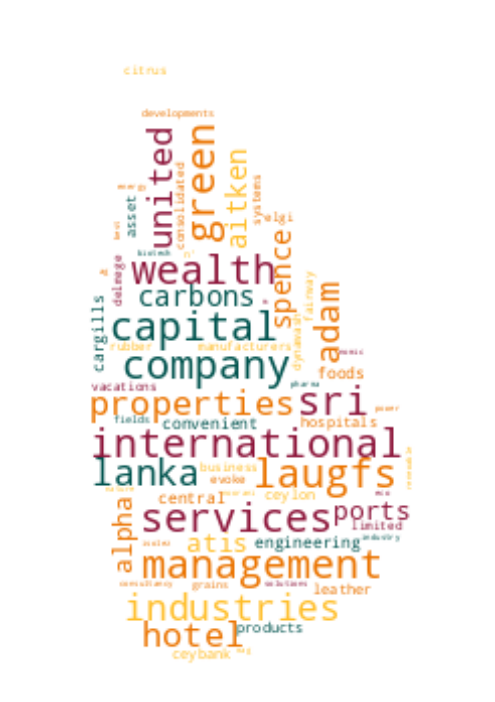 citrus
developments
united
green
consolidated
aitken
asset
systems
delmege
wealth
spence
carbons
fairway
cargills
capital
adam
dynawash
rubber
manufacturers
company
foods
vacations
pharma
properties
sri
power
fields
convenient
hospitals
international
lanka
business
laugfs
evoke
central
ceylon
services
ports
limited
alpha
atis
engineering
industry
management
consultancy
grains
solutions
leather
industries
hotel
products
ceybank